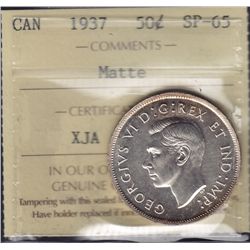 CAN 1937 50¢ SP-65
COMMENTS
Matte
CERTIFICA
XJA
IN OUR O
GENUINE
Tampering with this sealed
Have holder replaced if
GEORGIVS VI D:G:REX ET IND:IMP: